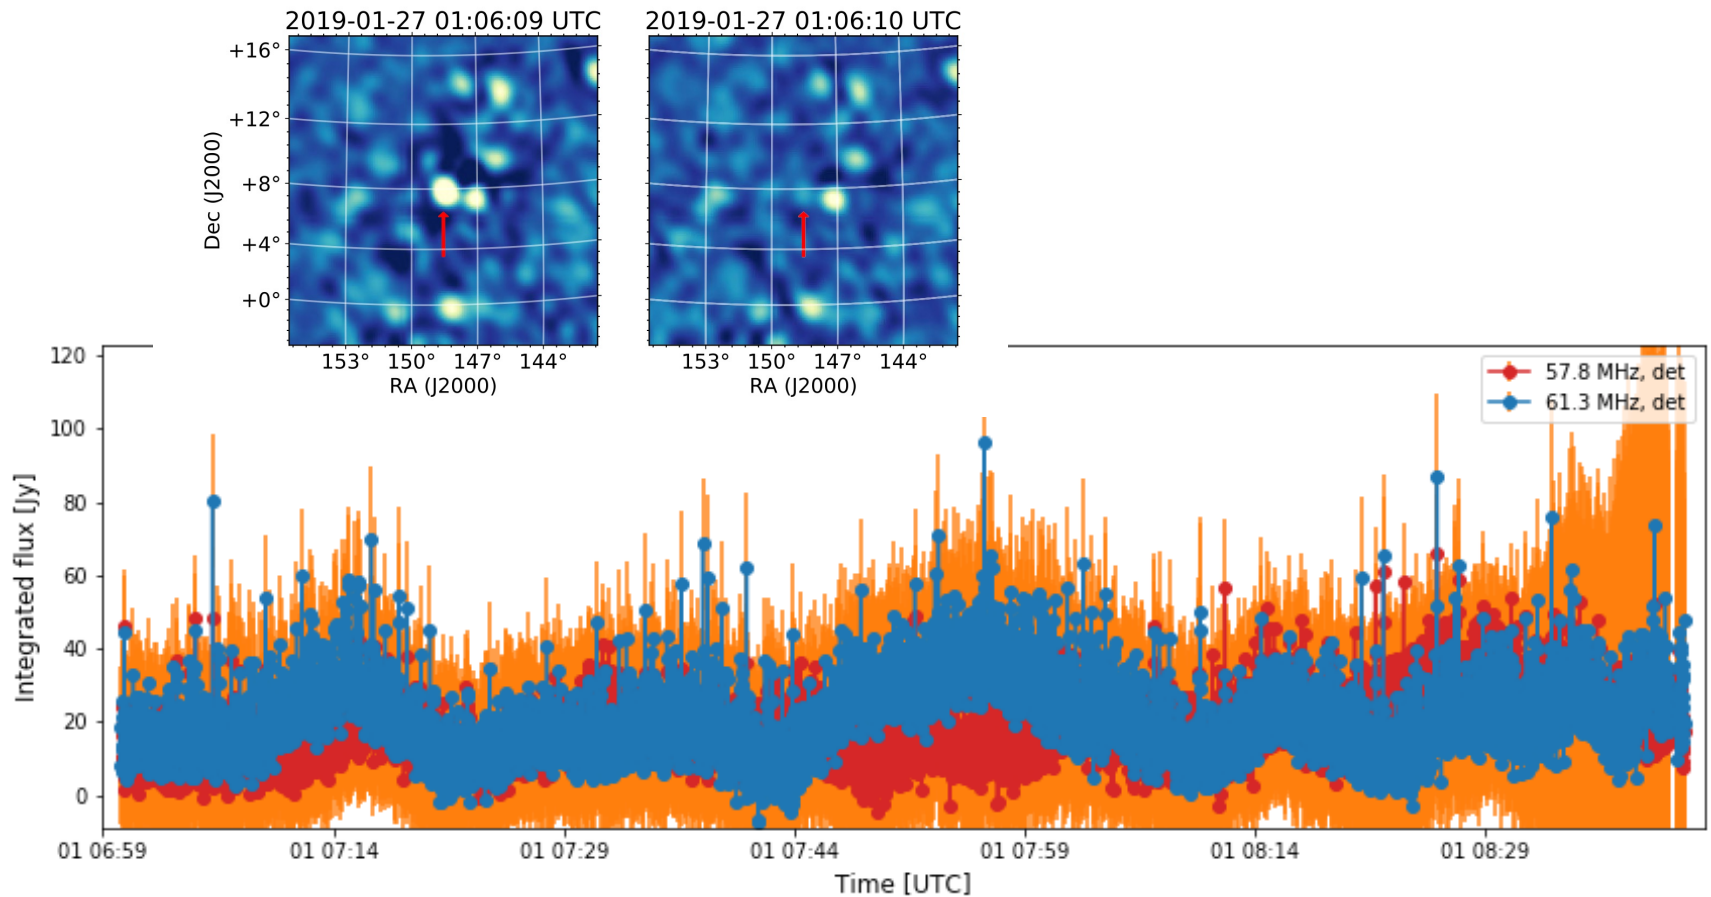 2019-01-27 01:06:09 UTC 2019-01-27 01:06:10 UTC
+16°
+12°
+8°
+4°
+0°
Dec (J2000)
153° 150° 147° 144° 153° 150° 147° 144°
RA (J2000) RA (J2000)
120
100
80
60
40
20
0
Integrated flux [Jy]
57.8 MHz, det
61.3 MHz, det
01 06:59 01 07:14 01 07:29 01 07:44 01 07:59 01 08:14 01 08:29
Time [UTC]